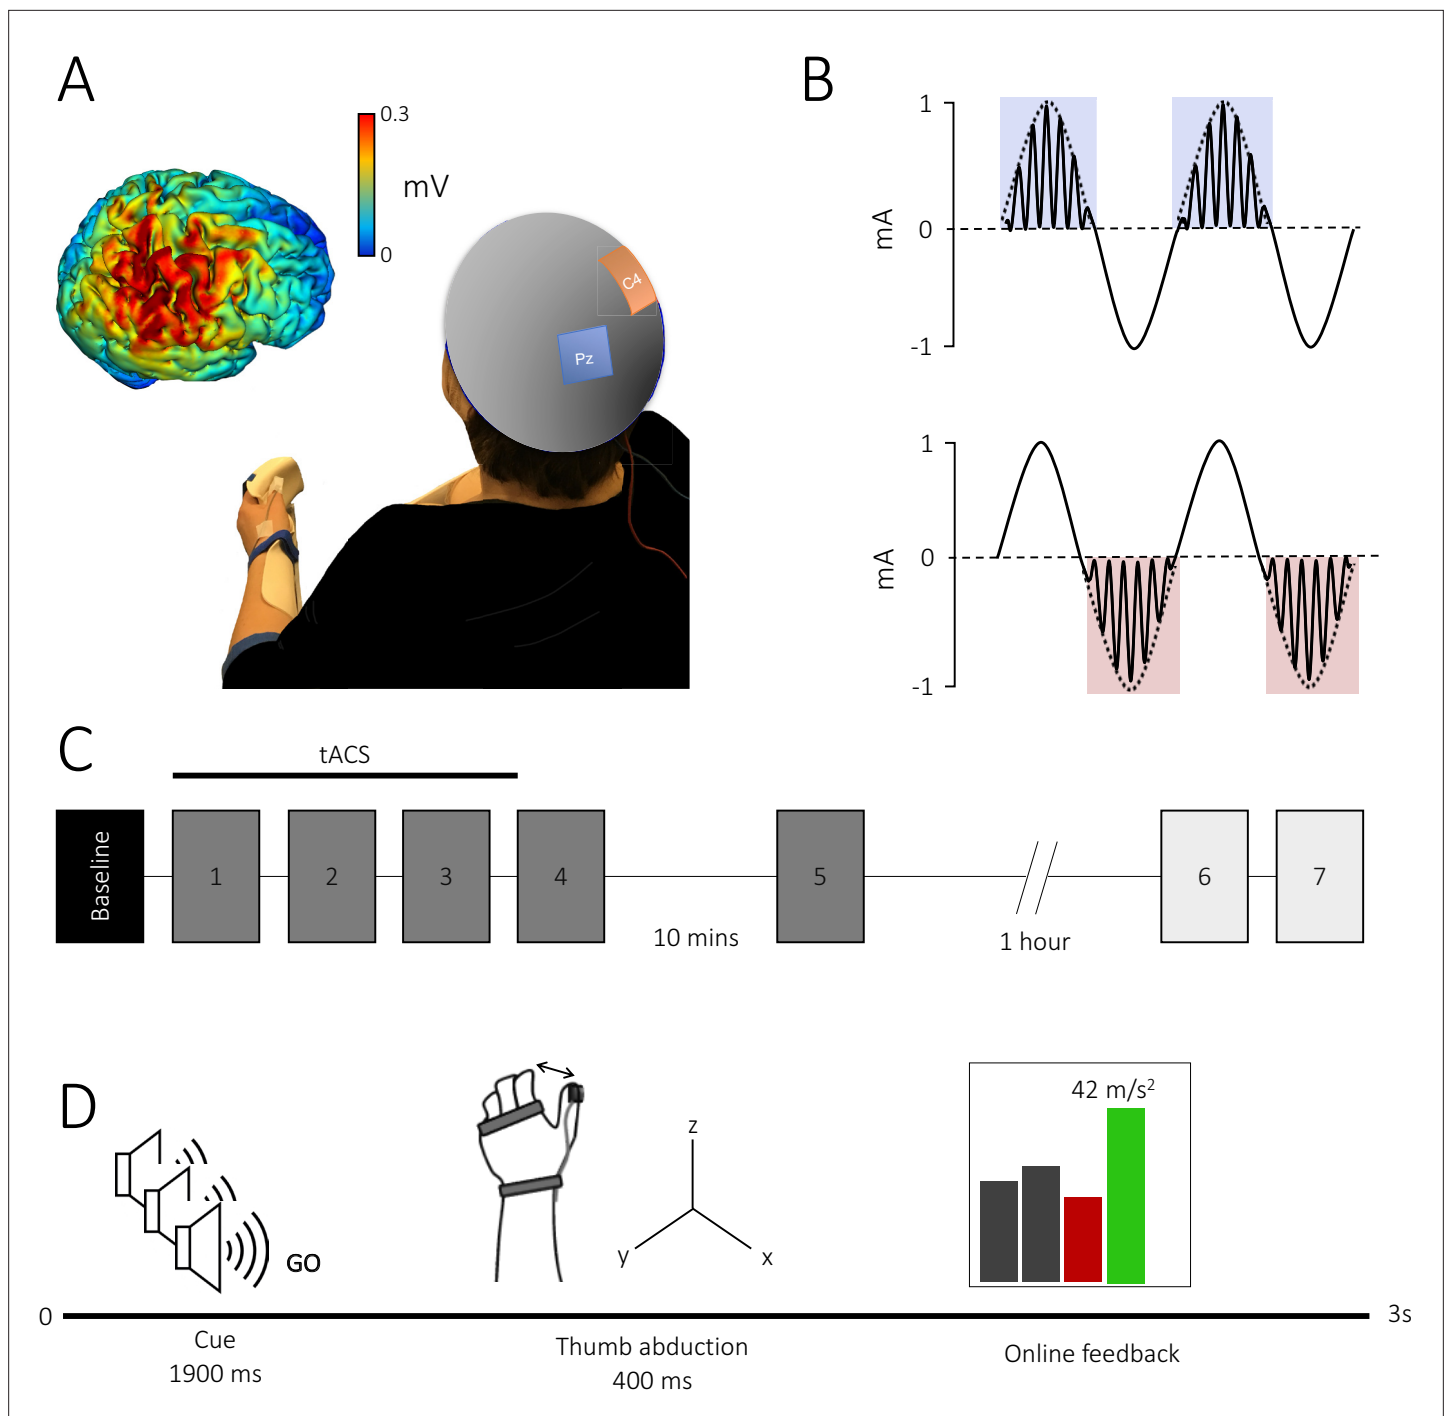 A
0.3
mV
0
C4
Pz
B
1
mA
0
-1
1
mA
0
-1
C
tACS
Baseline
1
2
3
4
5
6
7
10 mins
1 hour
D
GO
z
y
x
42 m/s²
0
3s
Cue
1900 ms
Thumb abduction
400 ms
Online feedback